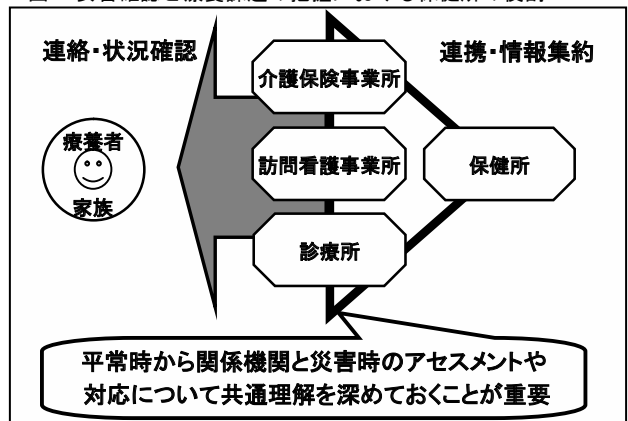 連絡・状況確認
連携・情報集約
介護保険事業所
療養者
訪問看護事業所
保健所
家族
診療所
平常時から関係機関と災害時のアセスメントや
対応について共通理解を深めておくことが重要